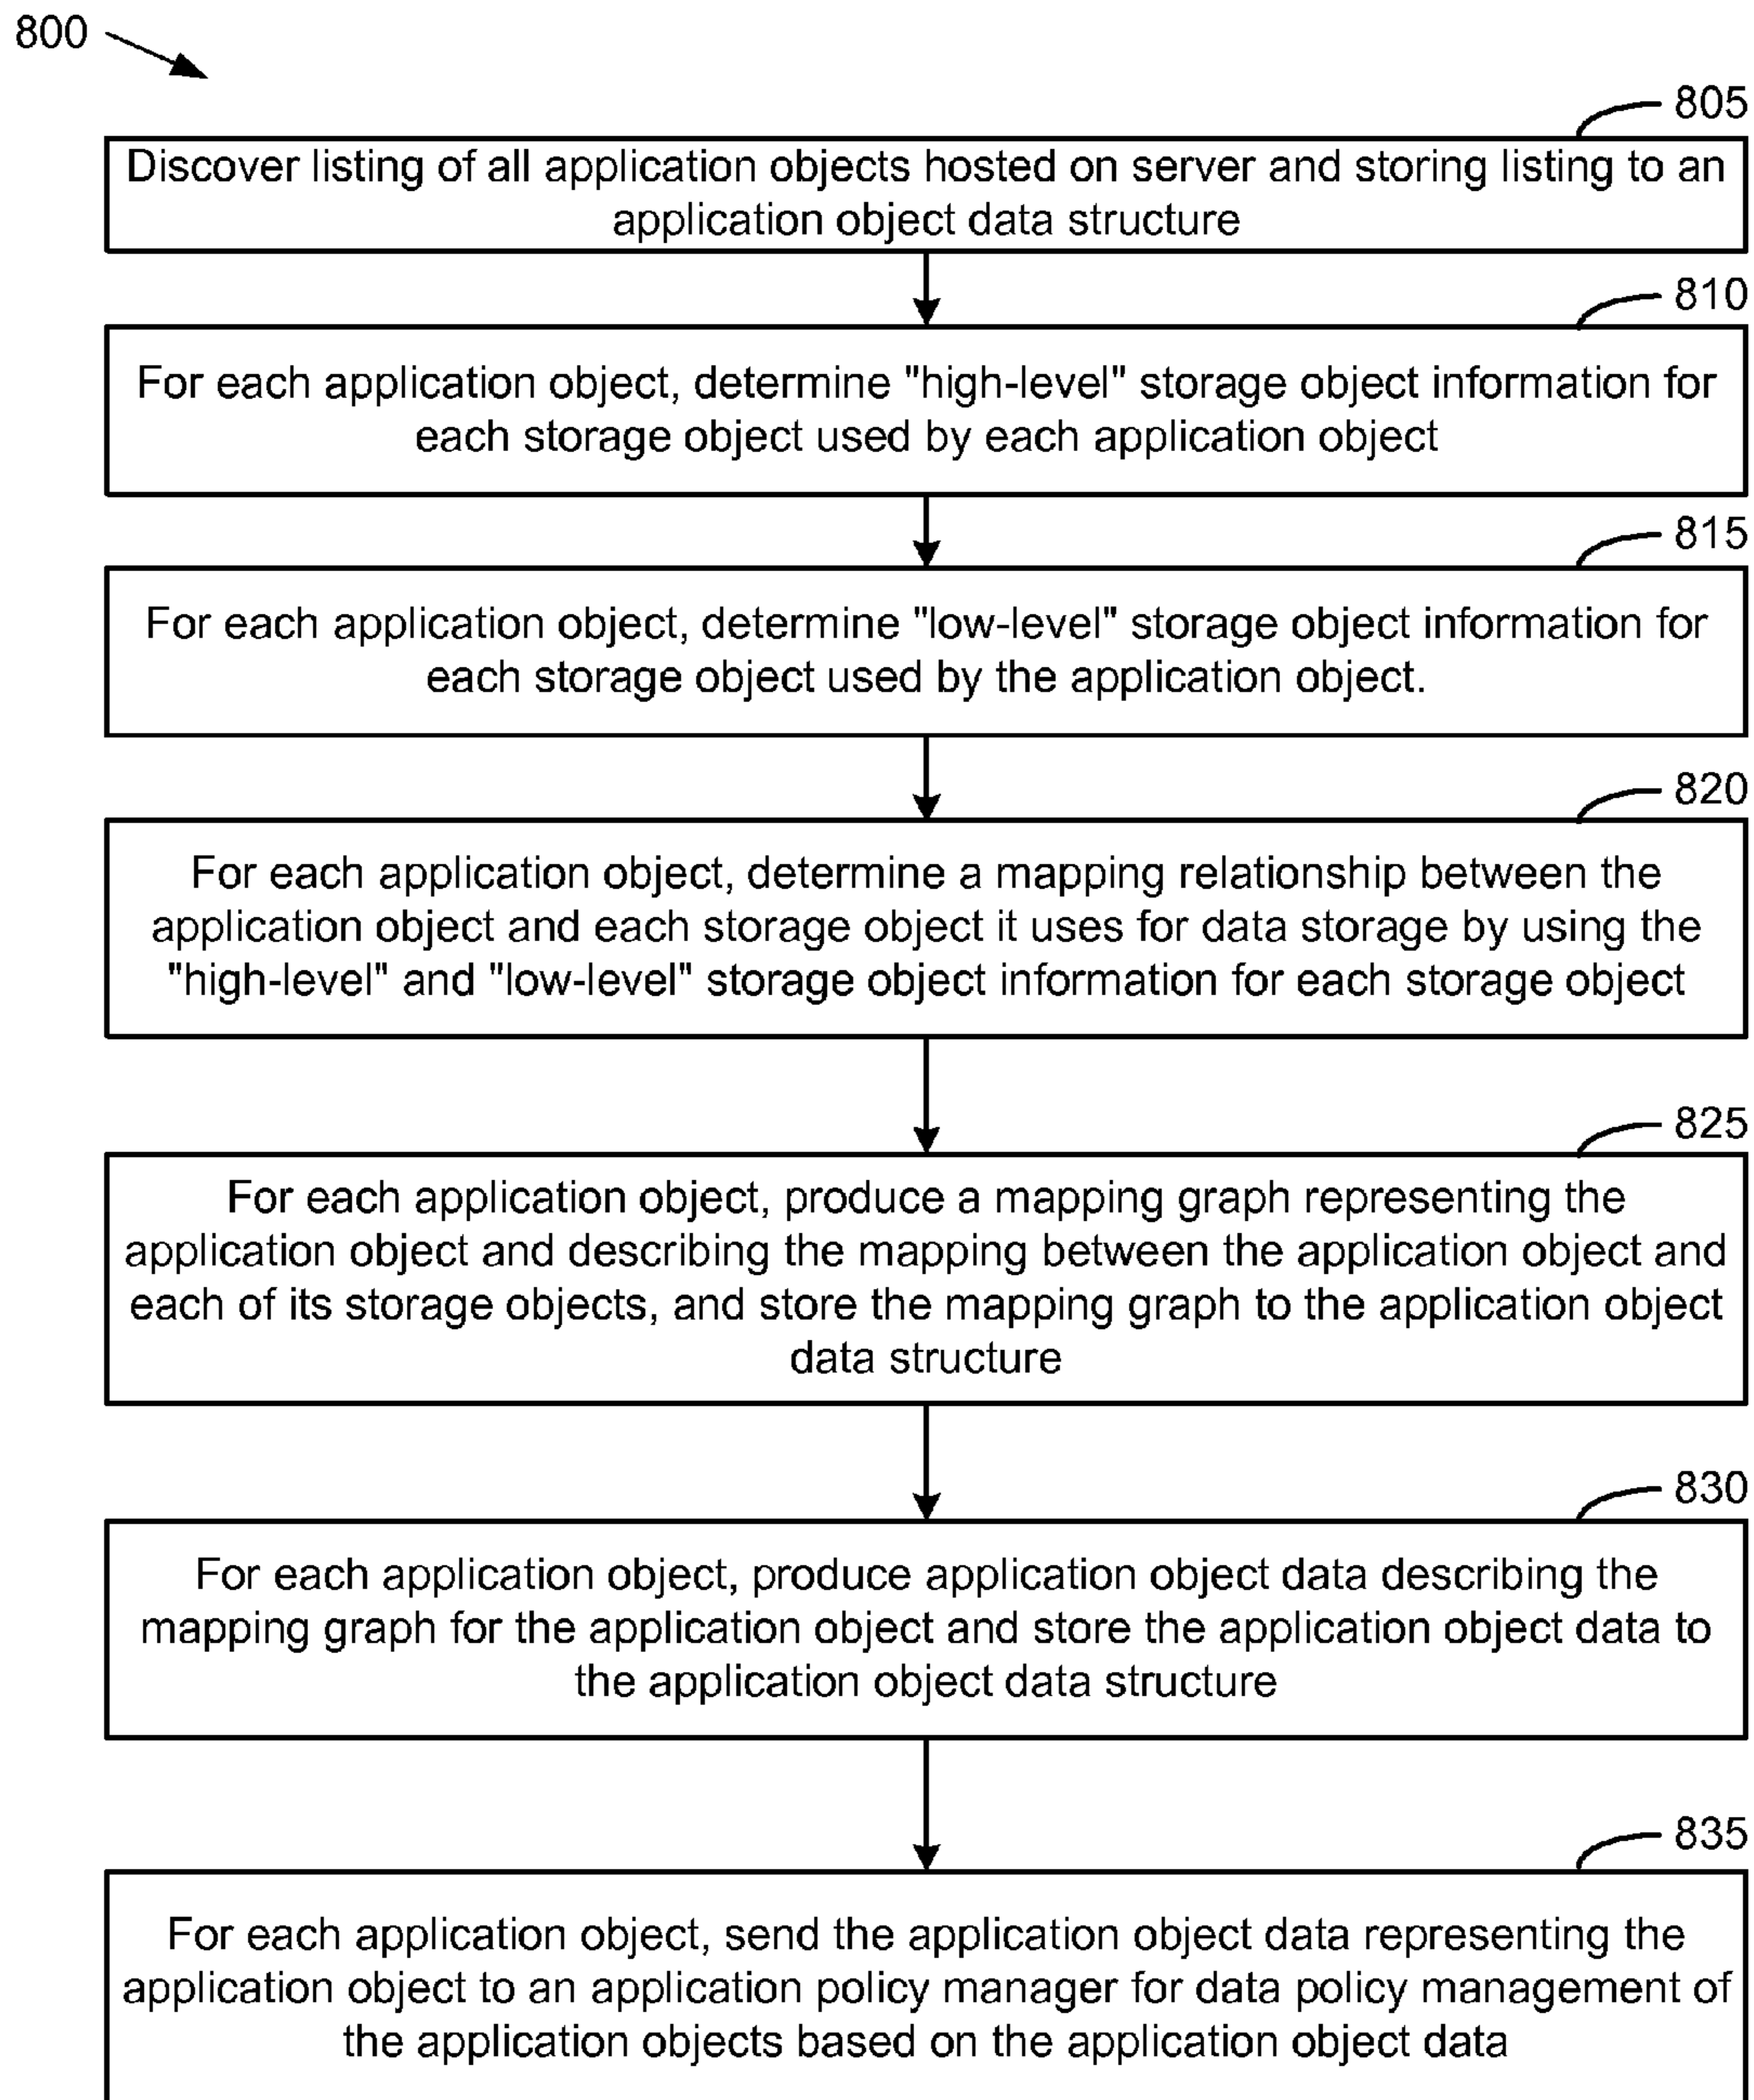 800
805
Discover listing of all application objects hosted on server and storing listing to an
application object data structure
810
For each application object, determine "high-level" storage object information for
each storage object used by each application object
815
For each application object, determine "low-level" storage object information for
each storage object used by the application object.
820
For each application object, determine a mapping relationship between the
application object and each storage object it uses for data storage by using the
"high-level" and "low-level" storage object information for each storage object
825
For each application object, produce a mapping graph representing the
application object and describing the mapping between the application object and
each of its storage objects, and store the mapping graph to the application object
data structure
830
For each application object, produce application object data describing the
mapping graph for the application object and store the application object data to
the application object data structure
835
For each application object, send the application object data representing the
application object to an application policy manager for data policy management of
the application objects based on the application object data